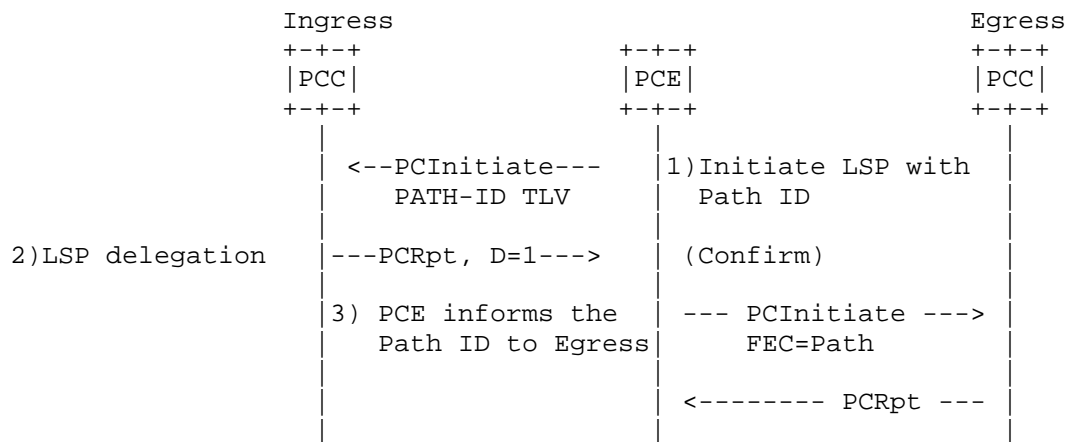 Ingress Egress
+-+-+ +-+-+ +-+-+
|PCC| |PCE| |PCC|
+-+-+ +-+-+ +-+-+
| | |
| <--PCInitiate--- |1)Initiate LSP with |
| PATH-ID TLV | Path ID |
| | |
2)LSP delegation |---PCRpt, D=1---> | (Confirm) |
| | |
|3) PCE informs the | --- PCInitiate ---> |
| Path ID to Egress| FEC=Path |
| | |
| | <-------- PCRpt --- |
| | |